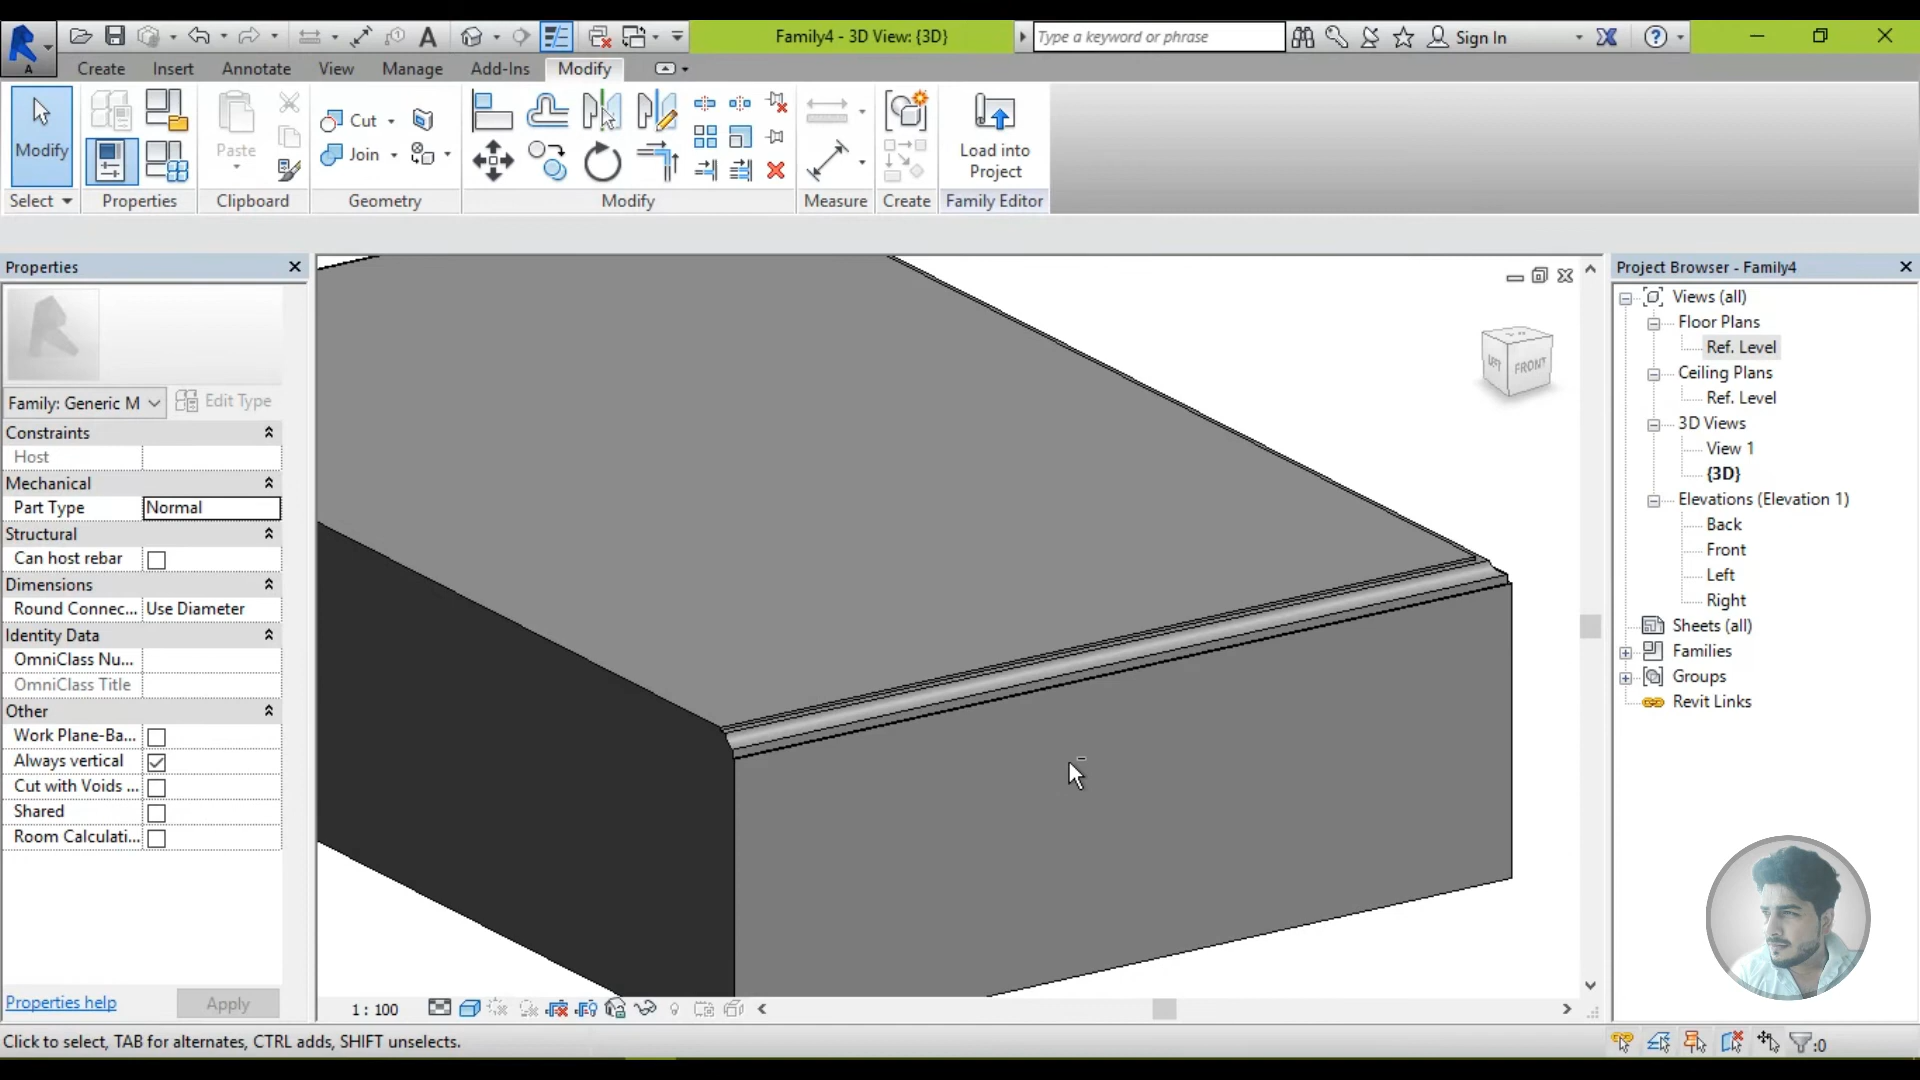 Family4 - 3D View: {3D}
Type a keyword or phrase
Sign In
A
Create
Insert
Annotate
View
Manage
Add-Ins
Modify
Modify
Paste
Cut
Join
Load into
Project
Select
Properties
Clipboard
Geometry
Modify
Measure
Create
Family Editor
Properties
Family: Generic M
Edit Type
Constraints
Host
Mechanical
Part Type
Normal
Structural
Can host rebar
Dimensions
Round Connec...
Use Diameter
Identity Data
OmniClass Nu...
OmniClass Title
Other
Work Plane-Ba...
Always vertical
Cut with Voids ...
Shared
Room Calculati...
Properties help
Apply
LEFT
FRONT
1 : 100
Project Browser - Family4
Views (all)
Floor Plans
Ref. Level
Ceiling Plans
Ref. Level
3D Views
View 1
{3D}
Elevations (Elevation 1)
Back
Front
Left
Right
Sheets (all)
Families
Groups
Revit Links
Click to select, TAB for alternates, CTRL adds, SHIFT unselects.
:0